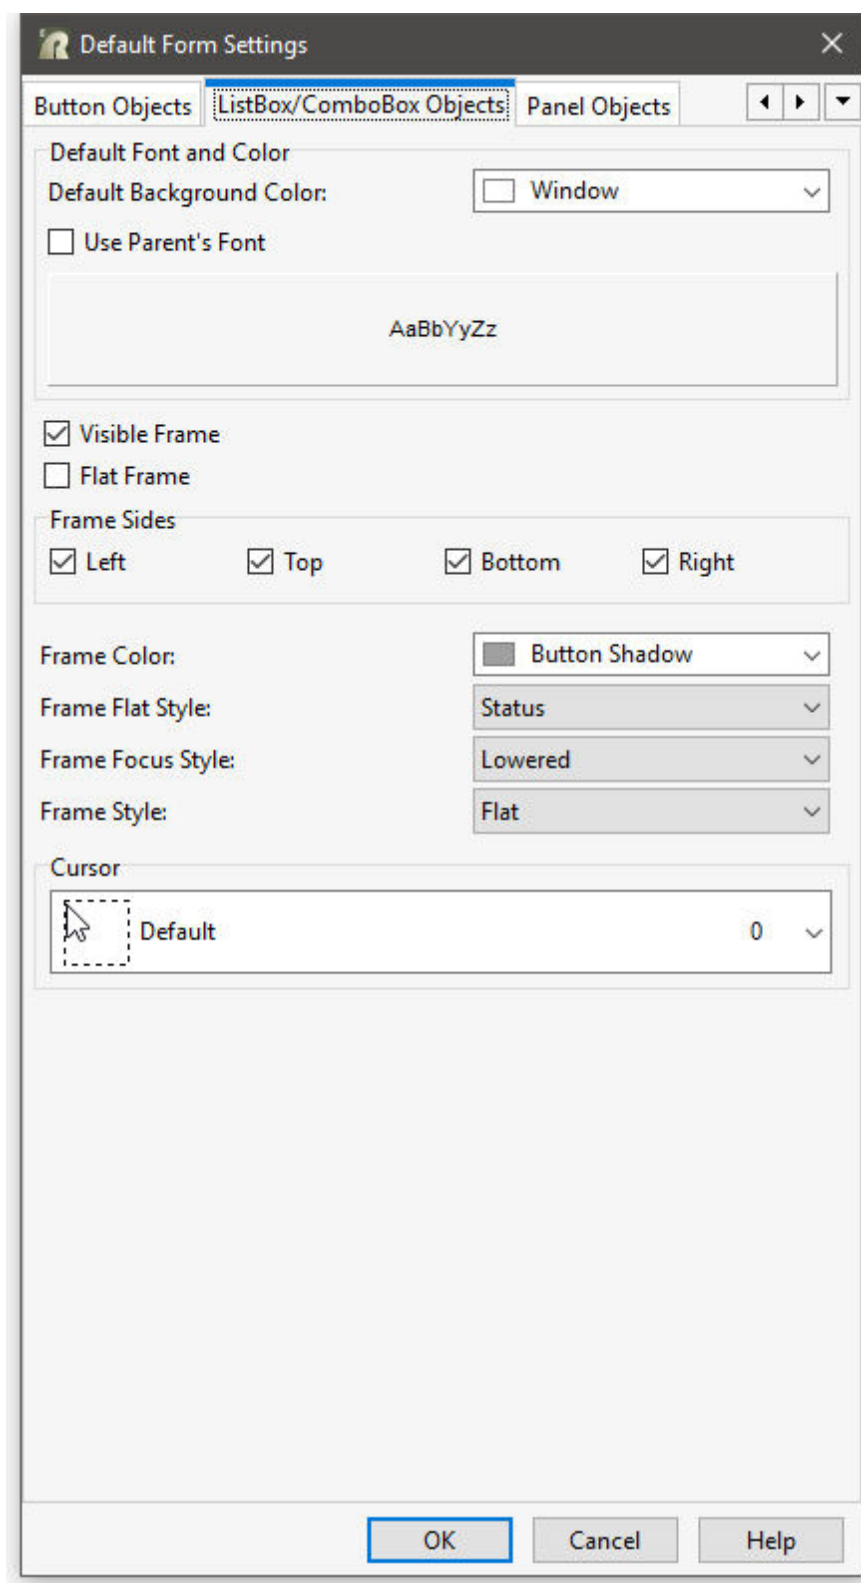 Default Form Settings
Button Objects ListBox/ComboBox Objects Panel Objects
Default Font and Color
Default Background Color: Window
Use Parent's Font
AaBbYyZz
Visible Frame
Flat Frame
Frame Sides
Left Top Bottom Right
Frame Color: Button Shadow
Frame Flat Style: Status
Frame Focus Style: Lowered
Frame Style: Flat
Cursor
Default 0
OK Cancel Help